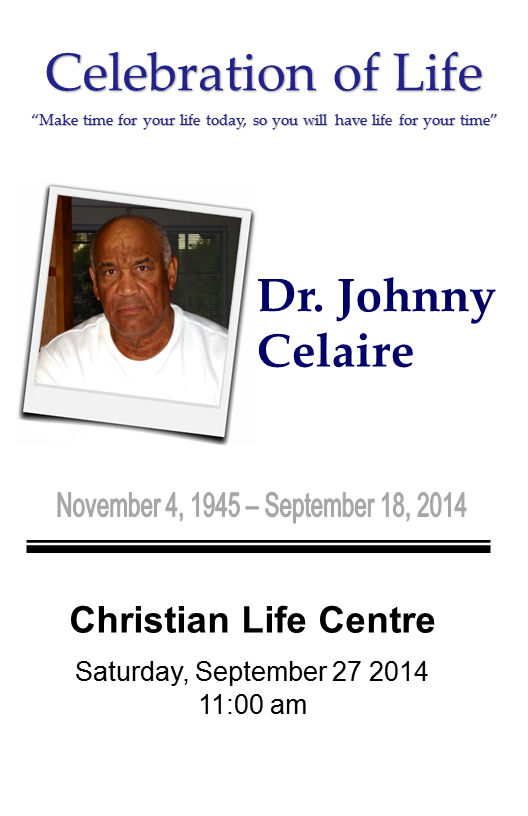 Celebration of Life
“Make time for your life today, so you will have life for your time”
Dr. Johnny
Celaire
November 4, 1945 – September 18, 2014
Christian Life Centre
Saturday, September 27 2014
11:00 am